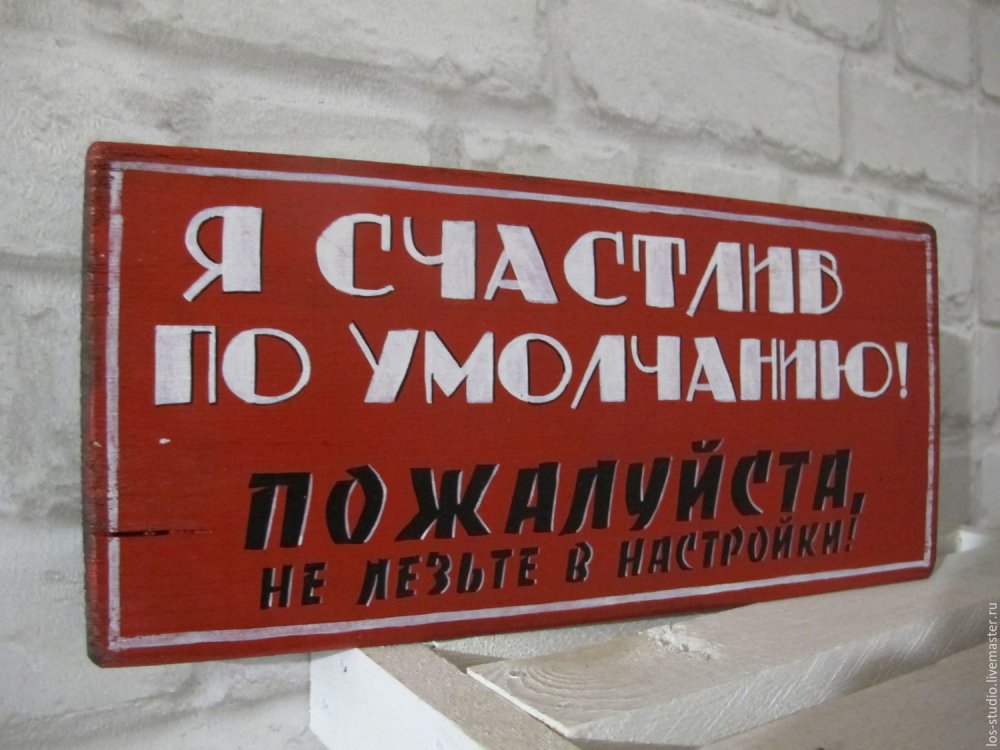 Я СЧАСТЛИВ
ПО УМОЛЧАНИЮ!
ПОЖАЛУЙСТА,
НЕ ЛЕЗЬТЕ В НАСТРОЙКИ!
los-studio.livemaster.ru